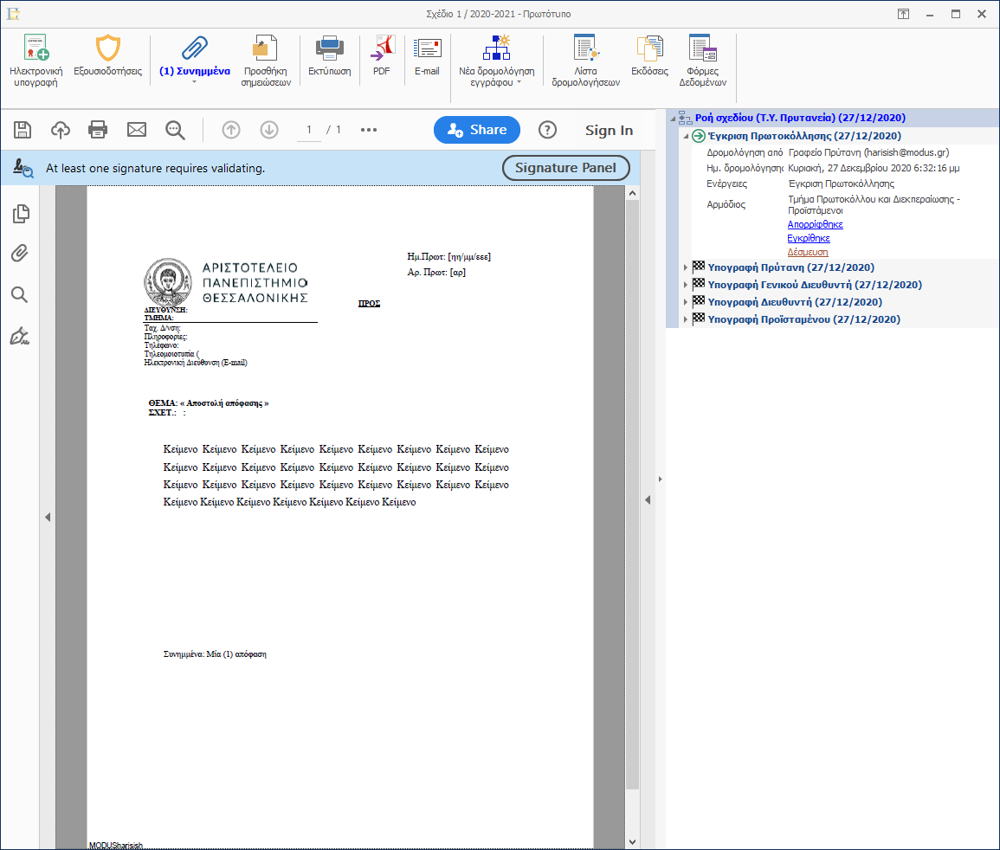 Σχέδιο 1 / 2020-2021 - Πρωτότυπο
Ηλεκτρονική υπογραφή
Εξουσιοδοτήσεις
(1) Συνημμένα
Προσθήκη σημειώσεων
Εκτύπωση
PDF
E-mail
Νέα δρομολόγηση εγγράφου
Λίστα δρομολογήσεων
Εκδόσεις
Φόρμες Δεδομένων
1 / 1
Share
Sign In
At least one signature requires validating.
Signature Panel
ΑΡΙΣΤΟΤΕΛΕΙΟ
ΠΑΝΕΠΙΣΤΗΜΙΟ
ΘΕΣΣΑΛΟΝΙΚΗΣ
ΔΙΕΥΘΥΝΣΗ:
ΤΜΗΜΑ:
Ταχ. Δ/νση:
Πληροφορίες:
Τηλέφωνο:
Τηλεομοιοτυπία (
Ηλεκτρονική Διεύθυνση (E-mail)
Ημ.Πρωτ: [ηη/μμ/εεε]
Αρ. Πρωτ: [αρ]
ΠΡΟΣ
ΘΕΜΑ: « Αποστολή απόφασης »
ΣΧΕΤ.: :
Κείμενο Κείμενο Κείμενο Κείμενο Κείμενο Κείμενο Κείμενο Κείμενο Κείμενο
Κείμενο Κείμενο Κείμενο Κείμενο Κείμενο Κείμενο Κείμενο Κείμενο Κείμενο
Κείμενο Κείμενο Κείμενο Κείμενο Κείμενο Κείμενο Κείμενο Κείμενο Κείμενο
Κείμενο Κείμενο Κείμενο Κείμενο Κείμενο Κείμενο Κείμενο
Συνημμένα: Μία (1) απόφαση
MODUSharisish
Ροή σχεδίου (Τ.Υ. Πρυτανεία) (27/12/2020)
Έγκριση Πρωτοκόλλησης (27/12/2020)
Δρομολόγηση από Γραφείο Πρύτανη (harisish@modus.gr)
Ημ. δρομολόγησης Κυριακή, 27 Δεκεμβρίου 2020 6:32:16 μμ
Ενέργειες Έγκριση Πρωτοκόλλησης
Αρμόδιος Τμήμα Πρωτοκόλλου και Διεκπεραίωσης -
Προϊστάμενοι
Απορρίφθηκε
Εγκρίθηκε
Δέσμευση
Υπογραφή Πρύτανη (27/12/2020)
Υπογραφή Γενικού Διευθυντή (27/12/2020)
Υπογραφή Διευθυντή (27/12/2020)
Υπογραφή Προϊσταμένου (27/12/2020)